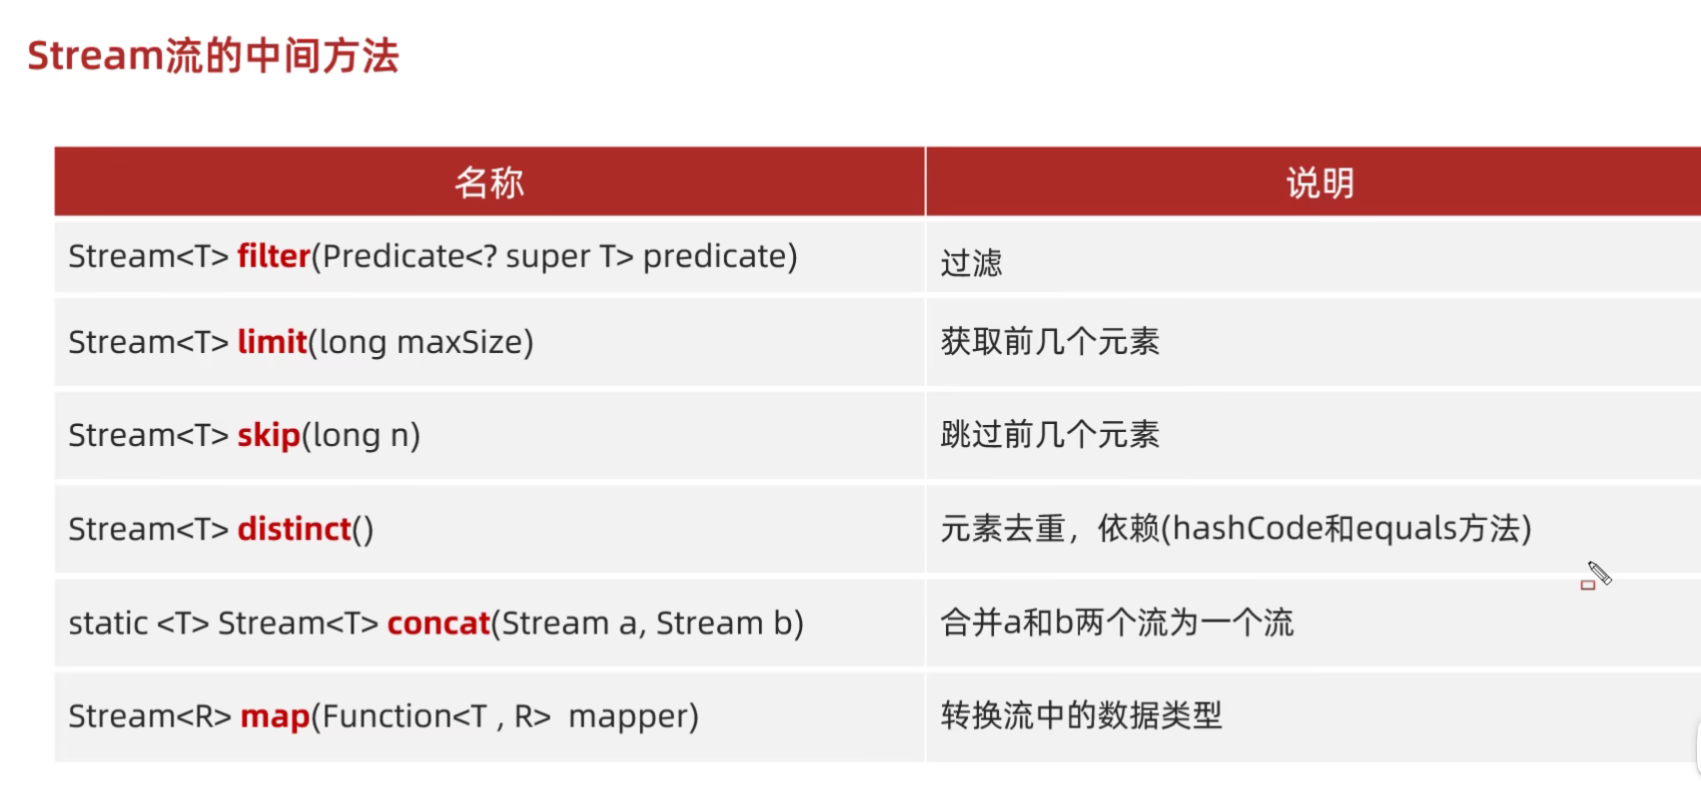 Stream流的中间方法
名称 说明
Stream<T> filter(Predicate<? super T> predicate) 过滤
Stream<T> limit(long maxSize) 获取前几个元素
Stream<T> skip(long n) 跳过前几个元素
Stream<T> distinct() 元素去重，依赖(hashCode和equals方法)
static <T> Stream<T> concat(Stream a, Stream b) 合并a和b两个流为一个流
Stream<R> map(Function<T , R>  mapper) 转换流中的数据类型